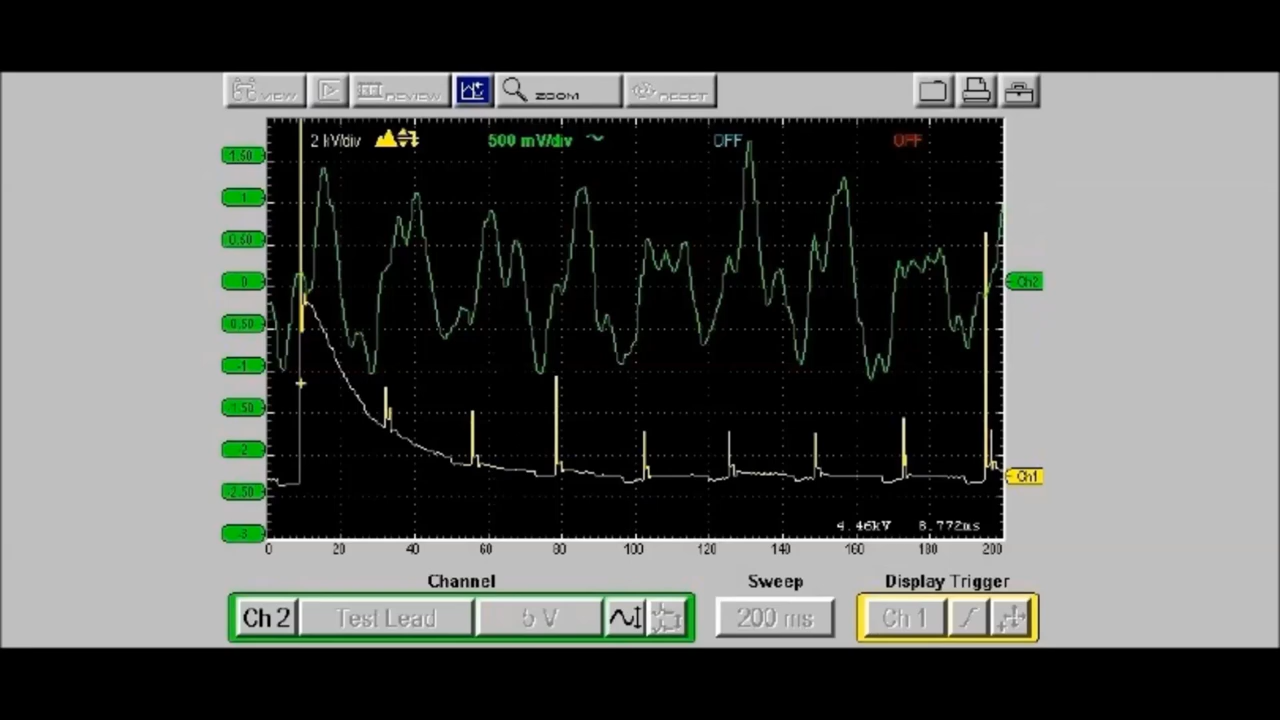 VIEW REVIEW ZOOM RESET
2 kV/div 500 mV/div OFF OFF
1.50
1
0.50
0
0.50
-1
1.50
-2
-2.50
-3
Ch2
Ch1
4.46kV 8.772ms
0 20 40 60 80 100 120 140 160 180 200
Channel Sweep Display Trigger
Ch 2 Test Lead 5 V 200 ms Ch 1